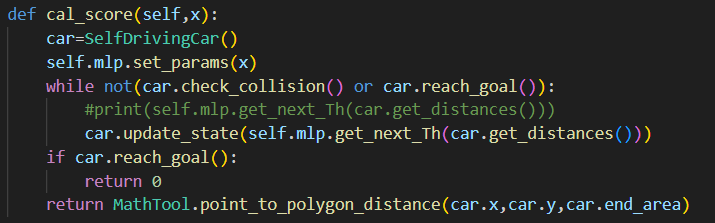 def cal_score(self,x):
    car=SelfDrivingCar()
    self.mlp.set_params(x)
    while not(car.check_collision() or car.reach_goal()):
        #print(self.mlp.get_next_Th(car.get_distances()))
        car.update_state(self.mlp.get_next_Th(car.get_distances()))
    if car.reach_goal():
        return 0
    return MathTool.point_to_polygon_distance(car.x,car.y,car.end_area)